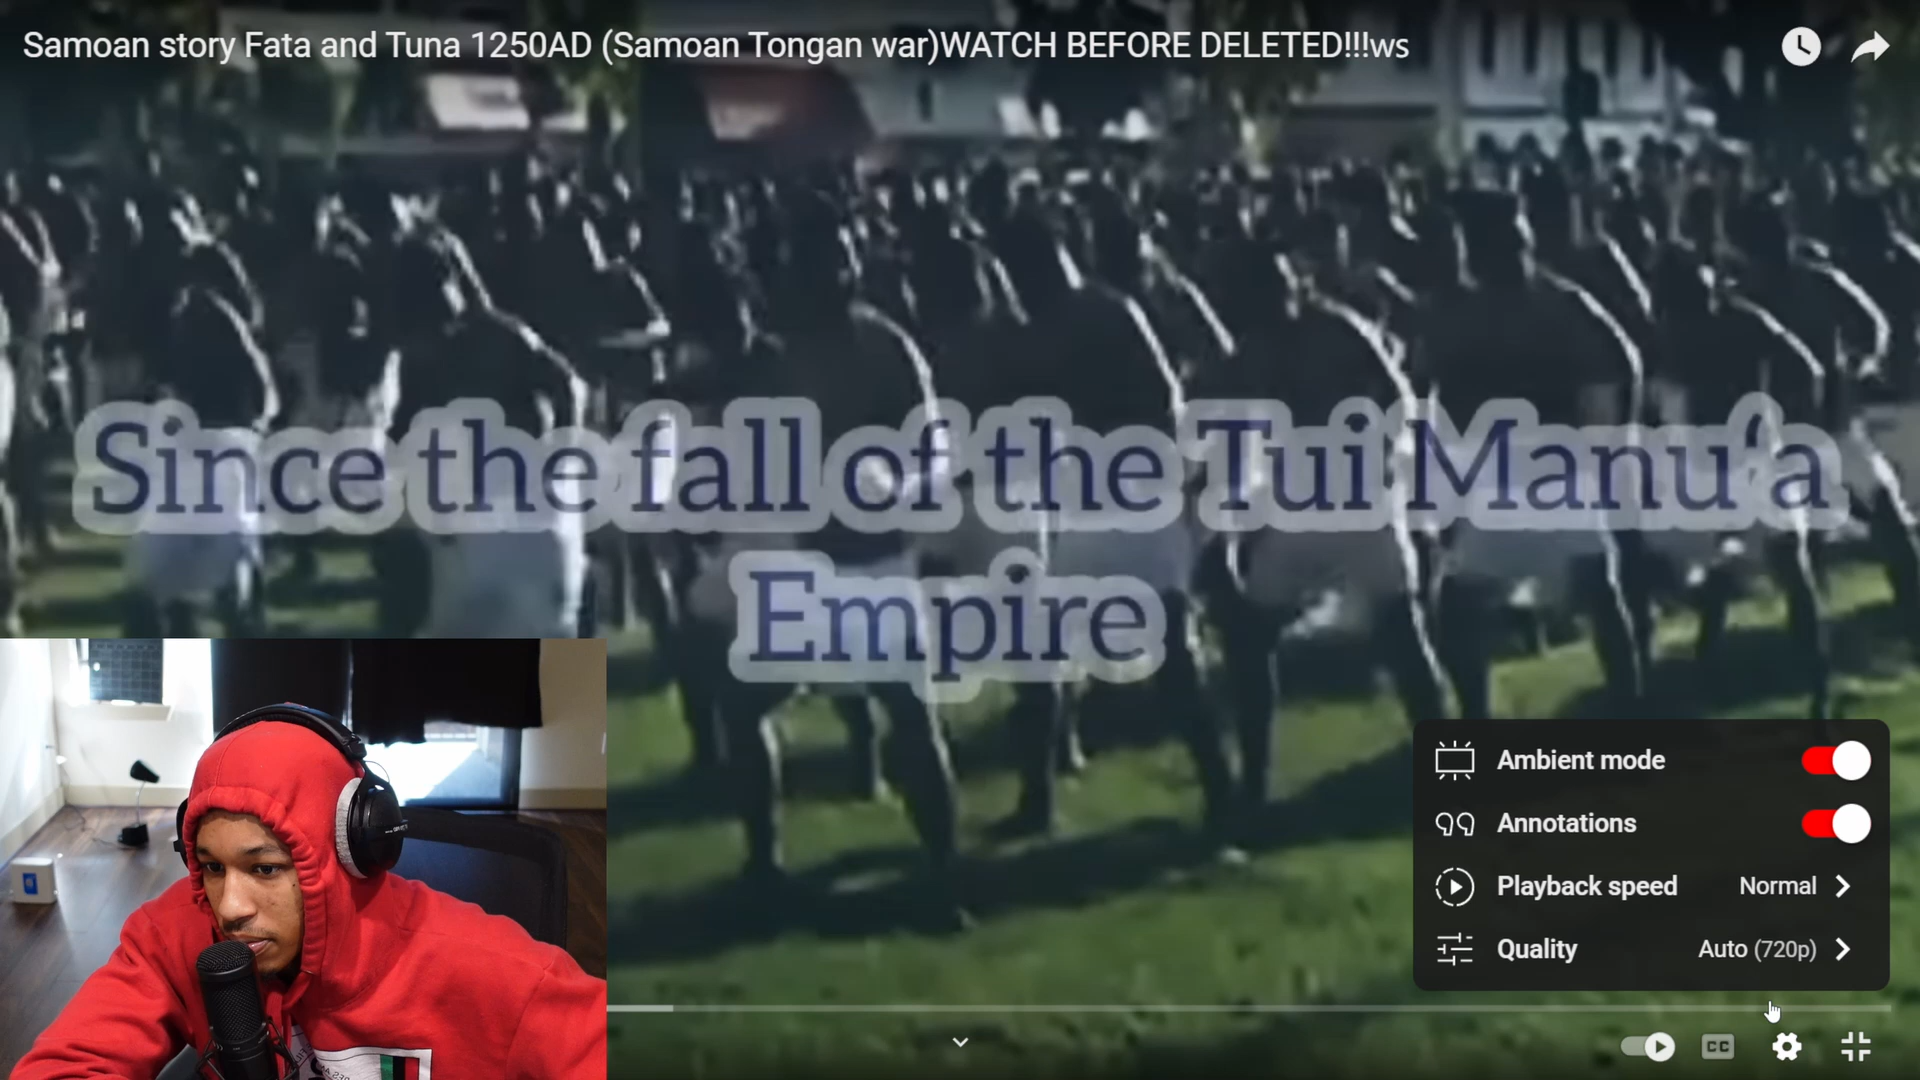 Samoan story Fata and Tuna 1250AD (Samoan Tongan war)WATCH BEFORE DELETED!!!ws
Since the fall of the Tui Manu'a
Empire
Ambient mode
Annotations
Playback speed Normal
Quality Auto (720p)
CC